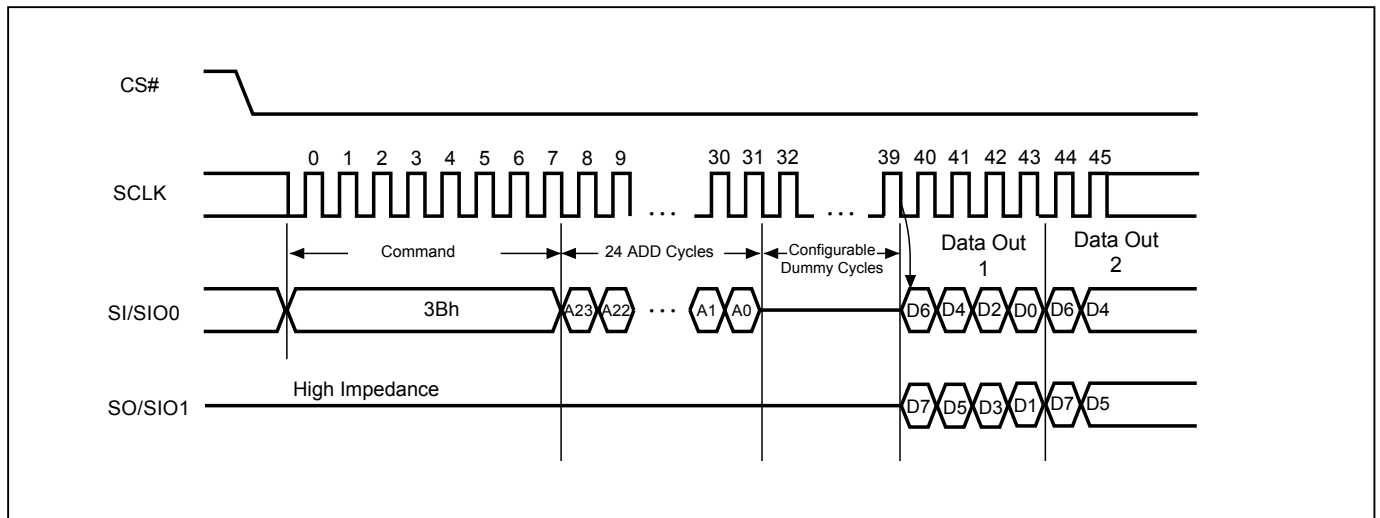 CS#
0 1 2 3 4 5 6 7 8 9 30 31 32 39 40 41 42 43 44 45
SCLK
...
...
Command
24 ADD Cycles
Configurable
Dummy Cycles
Data Out
1
Data Out
2
SI/SIO0
3Bh
A23 A22 ... A1 A0
D6 D4 D2 D0 D6 D4
High Impedance
SO/SIO1
D7 D5 D3 D1 D7 D5